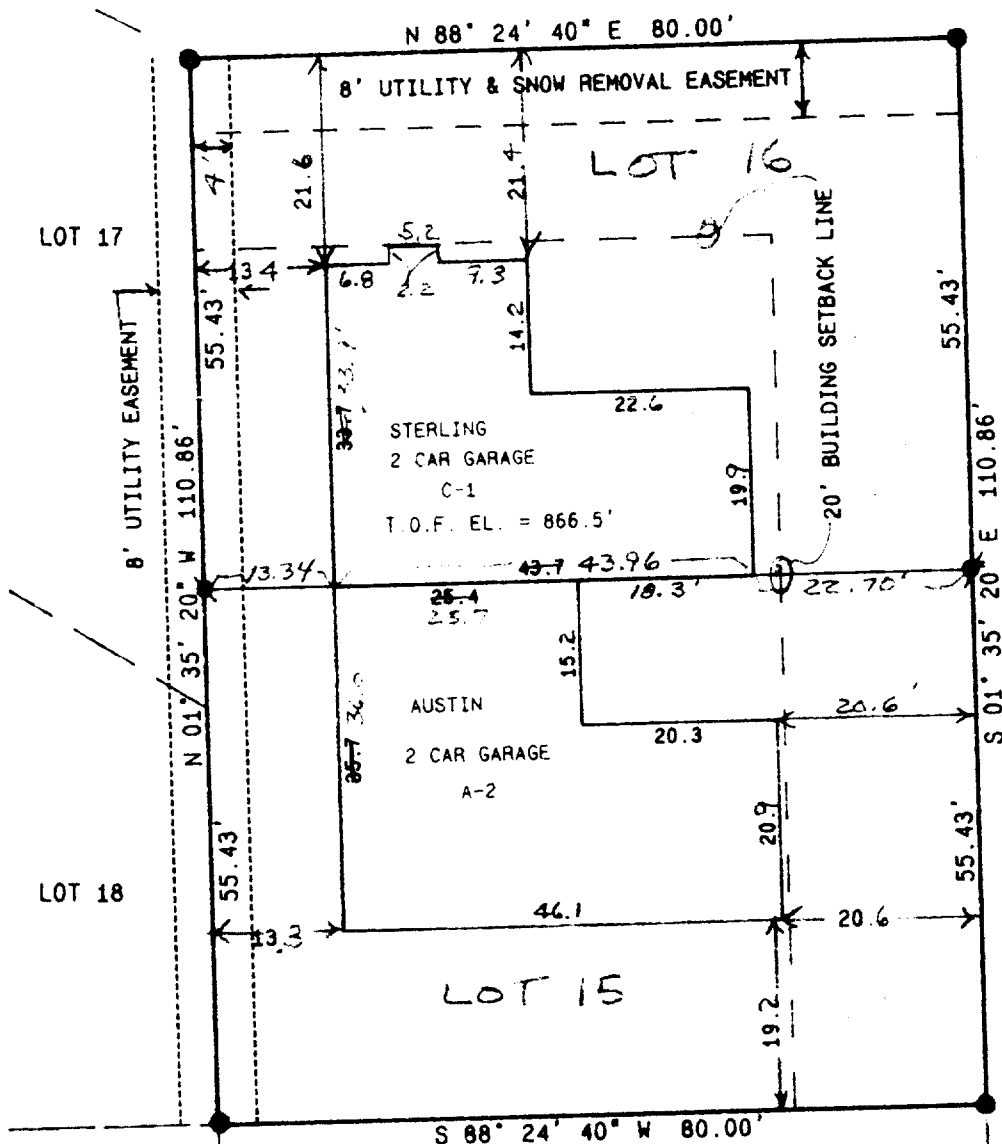 N 88° 24' 40" E 80.00'
8' UTILITY & SNOW REMOVAL EASEMENT
LOT 16
4'
21.6
21.4
LOT 17
5.2
13.4
6.8
2.2
7.3
55.43'
55.43'
14.2
8' UTILITY EASEMENT
20' BUILDING SETBACK LINE
22.6
33.7
STERLING
2 CAR GARAGE
C-1
T.O.F. EL. = 866.5'
19.9
N 01° 35' 20" W 110.86'
S 01° 35' 20" E 110.86'
13.34
43.7 43.96
25.4
18.3'
22.70'
25.7
15.2
AUSTIN
2 CAR GARAGE
A-2
35.7
20.6'
20.3
20.9
55.43'
55.43'
LOT 18
46.1
13.3
20.6
LOT 15
19.2
S 88° 24' 40" W 80.00'